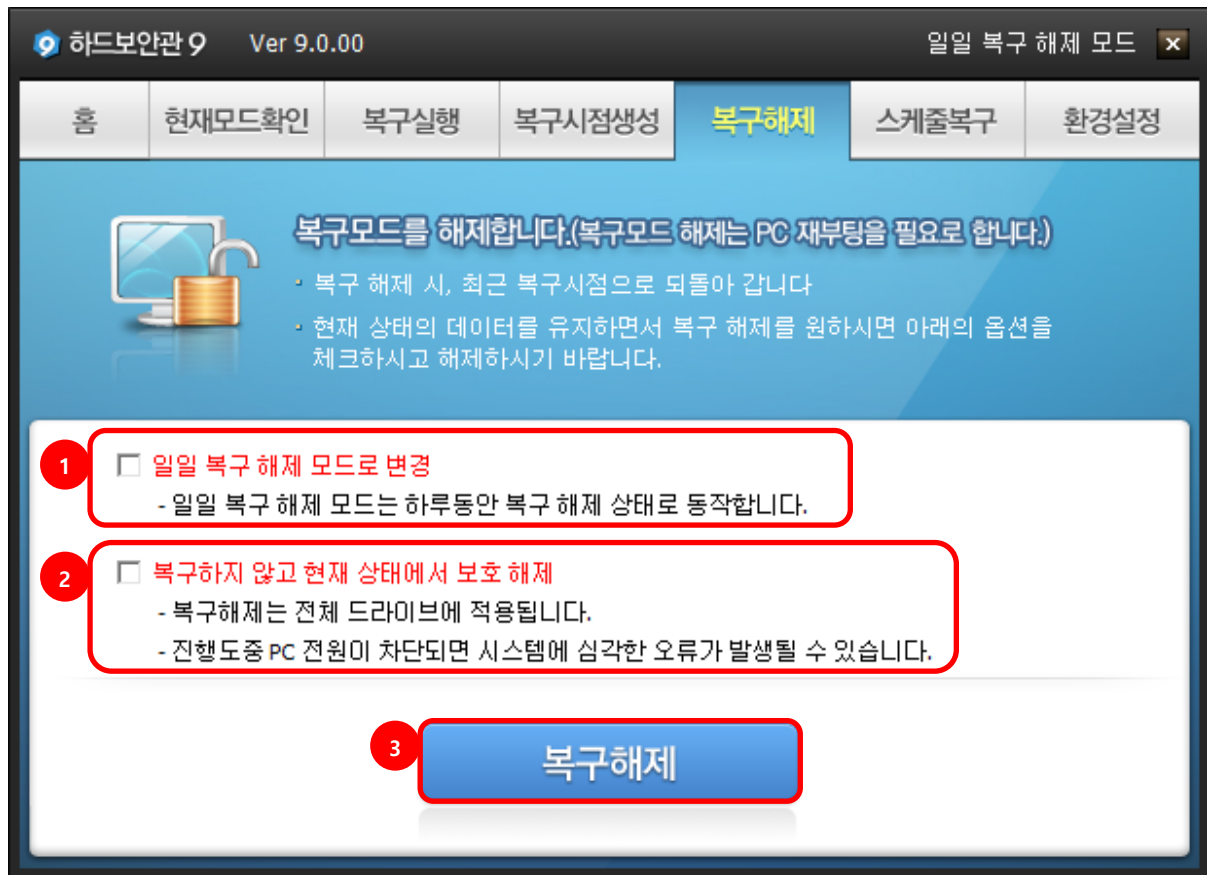 9 하드보안관 9 Ver 9.0.00 일일 복구 해제 모드 ×
홈 현재모드확인 복구실행 복구시점생성 복구해제 스케줄복구 환경설정
복구모드를 해제합니다.(복구모드 해제는 PC 재부팅을 필요로 합니다.)
· 복구 해제 시, 최근 복구시점으로 되돌아 갑니다
· 현재 상태의 데이터를 유지하면서 복구 해제를 원하시면 아래의 옵션을
체크하시고 해제하시기 바랍니다.
1 일일 복구 해제 모드로 변경
- 일일 복구 해제 모드는 하루동안 복구 해제 상태로 동작합니다.
2 복구하지 않고 현재 상태에서 보호 해제
- 복구해제는 전체 드라이브에 적용됩니다.
- 진행도중 PC 전원이 차단되면 시스템에 심각한 오류가 발생될 수 있습니다.
3 복구해제